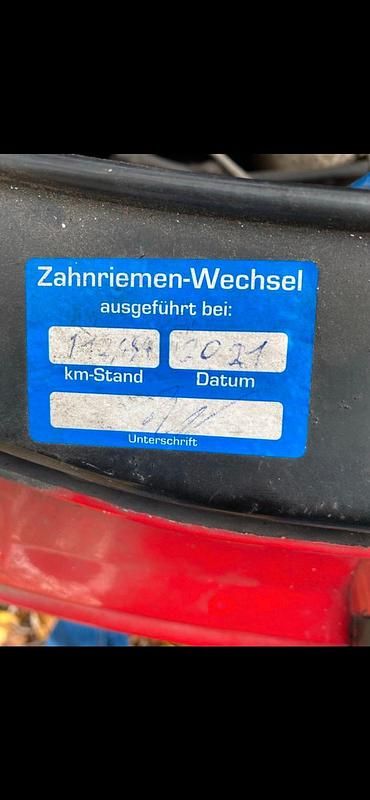 Zahnriemen-Wechsel
ausgeführt bei:
2021
km-Stand Datum
Unterschrift